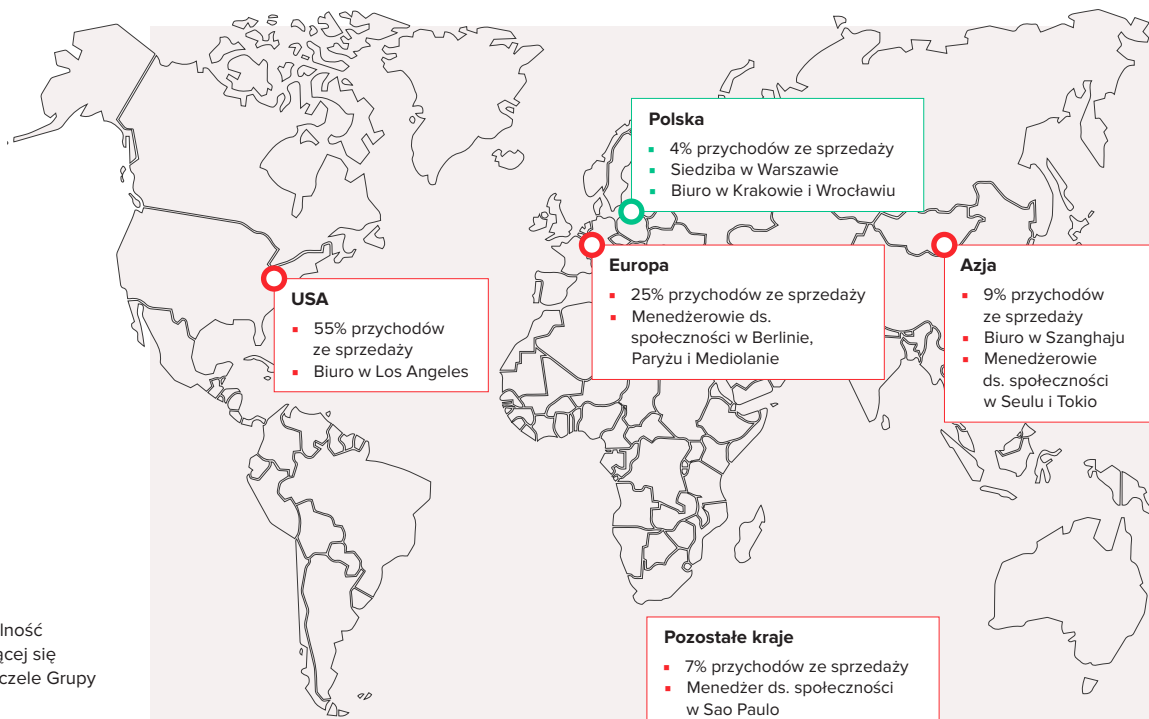 Polska
4% przychodów ze sprzedaży
Siedziba w Warszawie
Biuro w Krakowie i Wrocławiu
USA
55% przychodów
ze sprzedaży
Biuro w Los Angeles
Europa
25% przychodów ze sprzedaży
Menedżerowie ds.
społeczności w Berlinie,
Paryżu i Mediolanie
Azja
9% przychodów
ze sprzedaży
Biuro w Szanghaju
Menedżerowie
ds. społeczności
w Seulu i Tokio
lność
ącej się
czele Grupy
Pozostałe kraje
7% przychodów ze sprzedaży
Menedżer ds. społeczności
w Sao Paulo